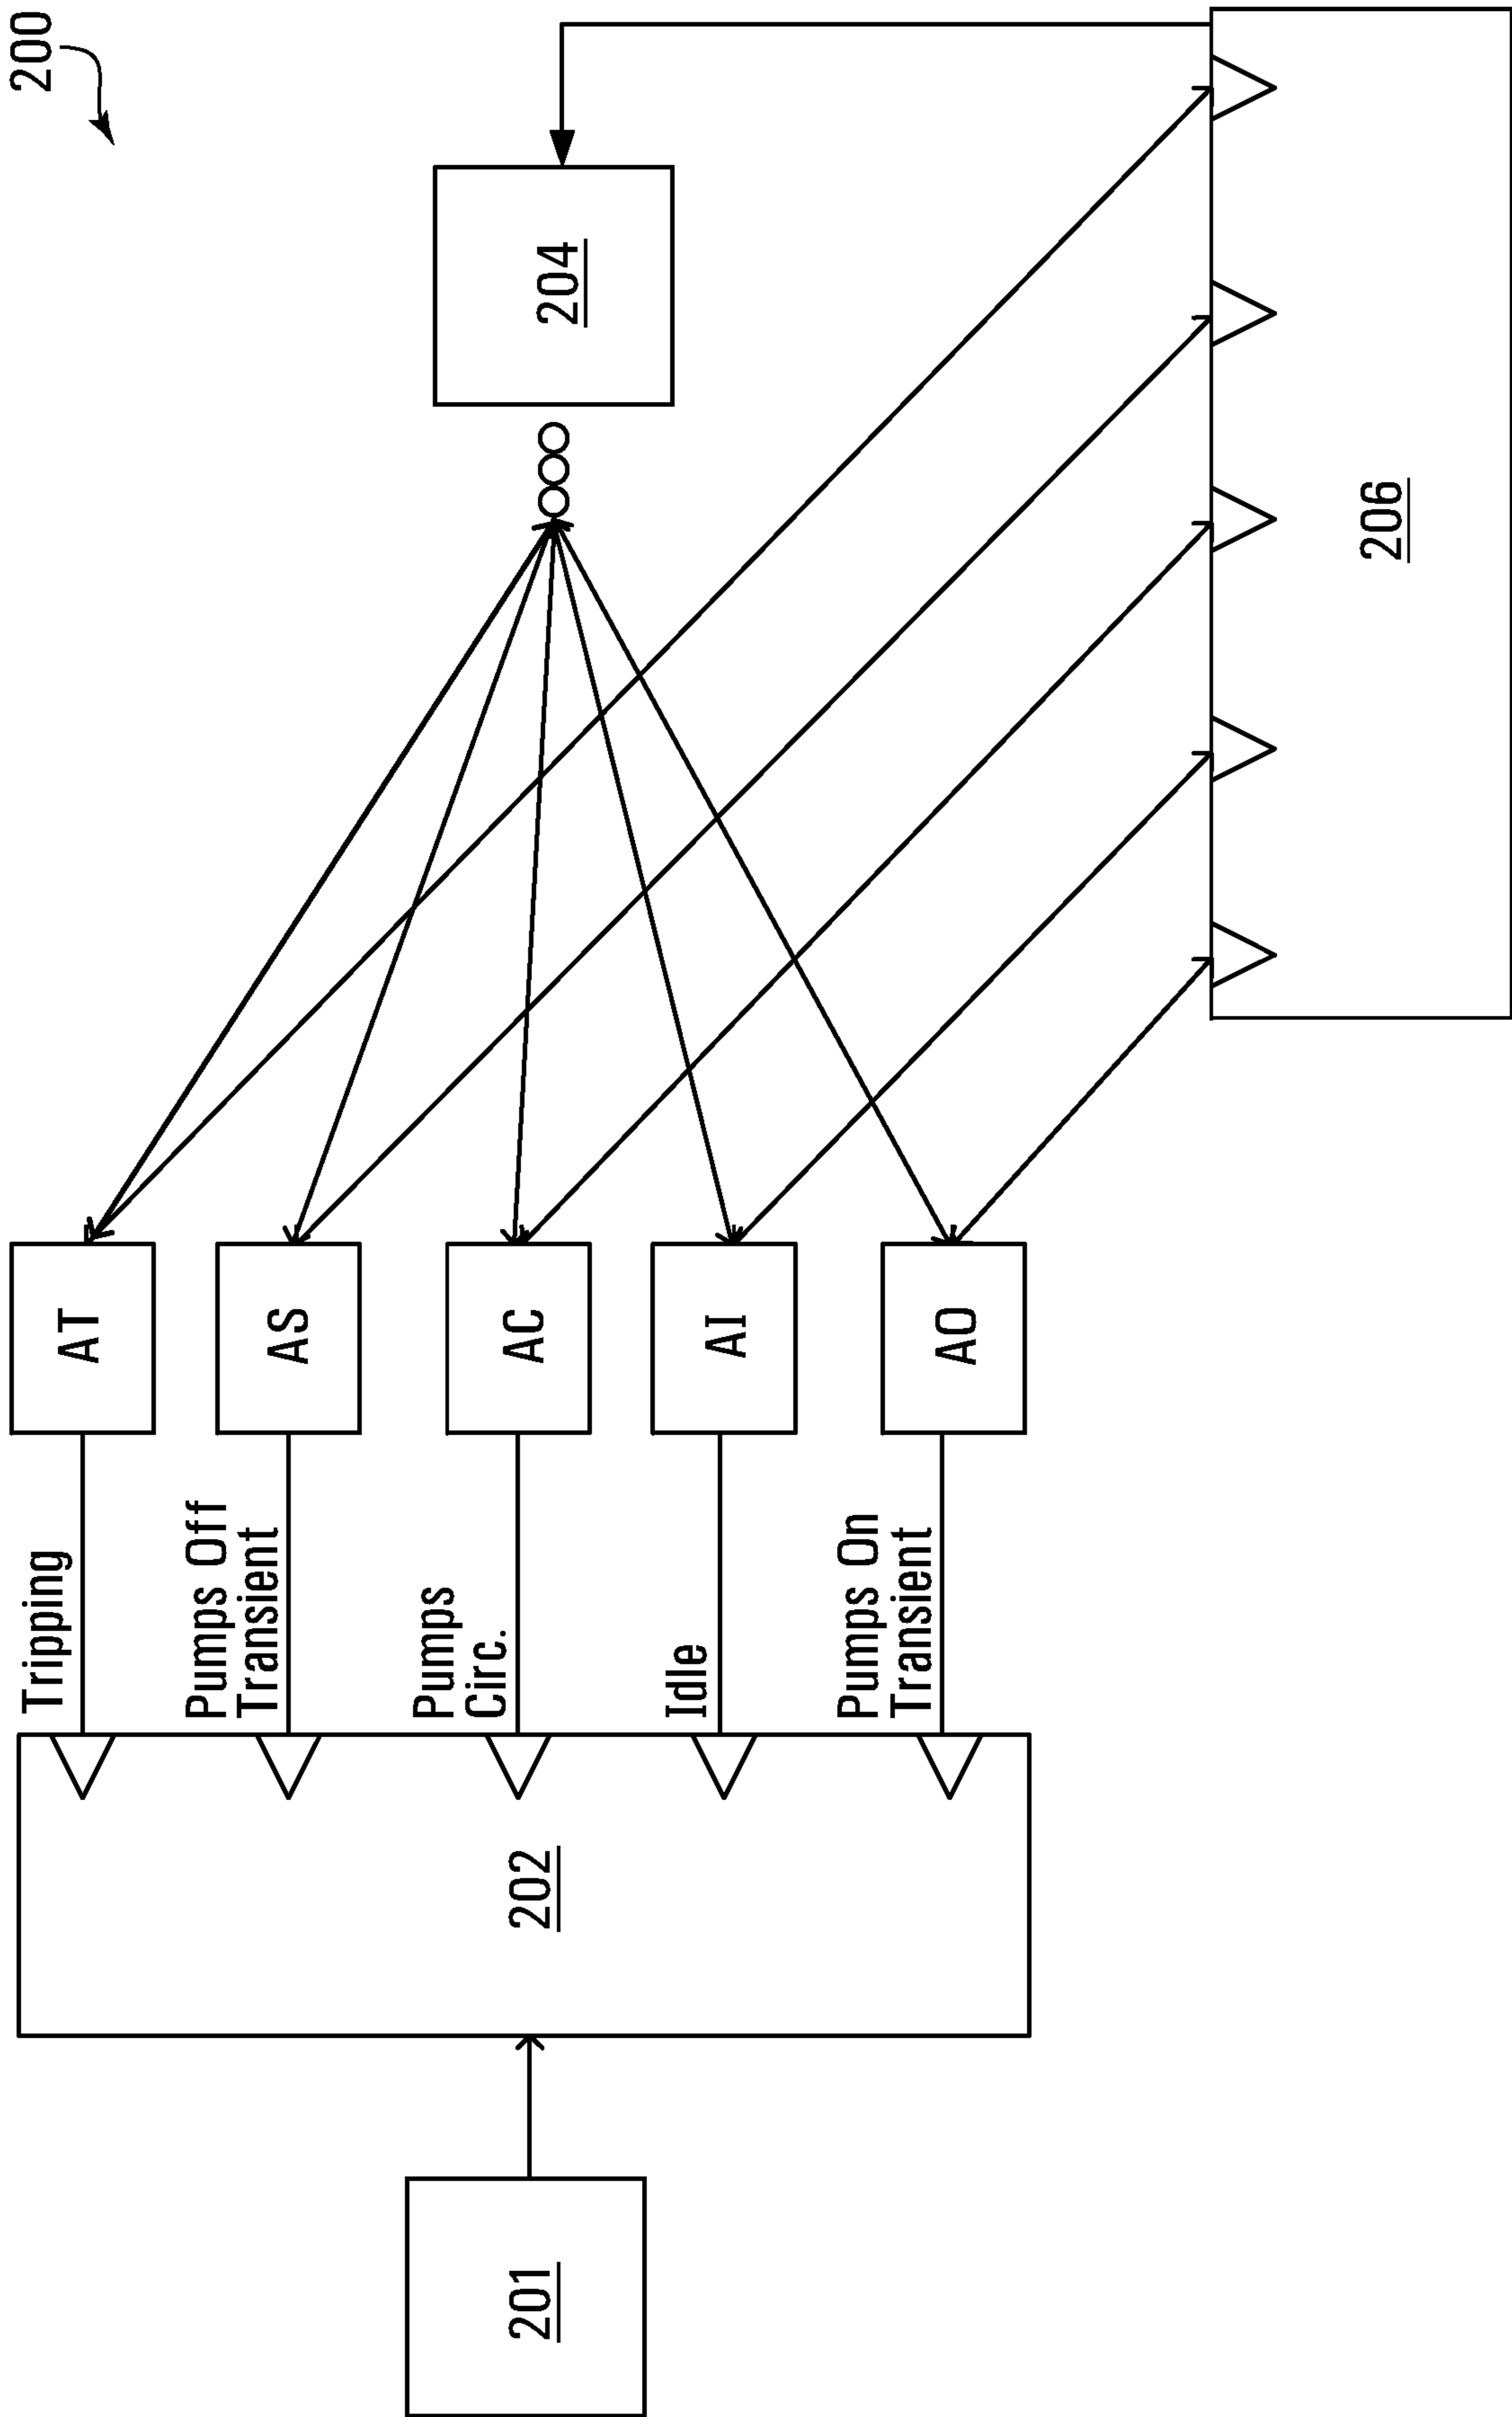 200
Tripping
AT
Pumps Off
Transient
AS
Pumps
Circ.
AC
Idle
AI
Pumps On
Transient
AO
201
202
204
206